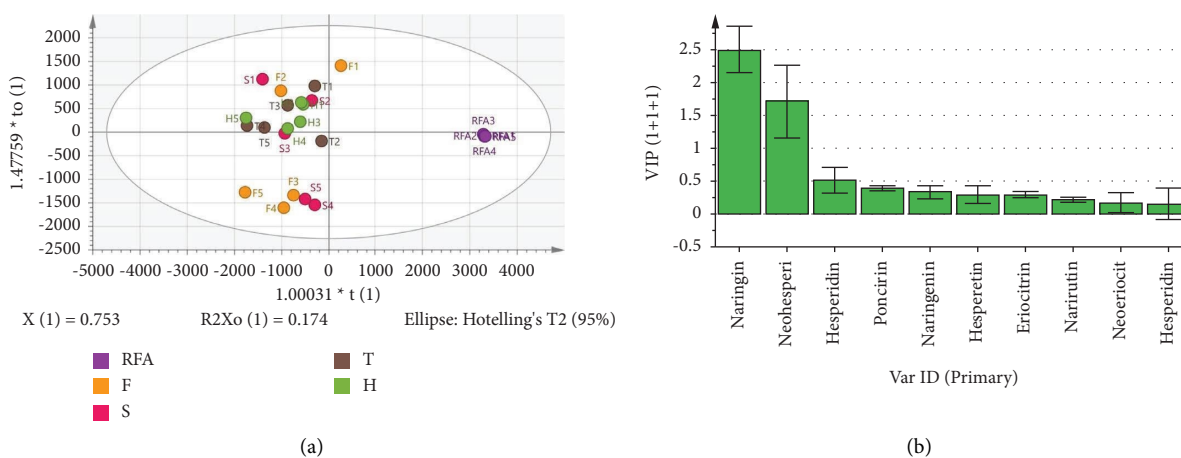 2000
1500
1000
500
0
-500
-1000
-1500
-2000
-2500
1.47759 * to (1)
F1
F2
S1
T1
T3
S2
H5
H3
T5
H4
S3
T2
RFA3
RFA2
RFA1
RFA5
RFA4
F5
F3
S5
F4
S4
-5000 -4000 -3000 -2000 -1000 0 1000 2000 3000 4000
1.00031 * t (1)
X (1) = 0.753 R2Xo (1) = 0.174 Ellipse: Hotelling's T2 (95%)
RFA T
F H
S
(a)
VIP (1+1+1)
2.5
2
1.5
1
0.5
0
-0.5
Naringin
Neohesperi
Hesperidin
Poncirin
Naringenin
Hesperetin
Eriocitrin
Narirutin
Neoeriocit
Hesperidin
Var ID (Primary)
(b)